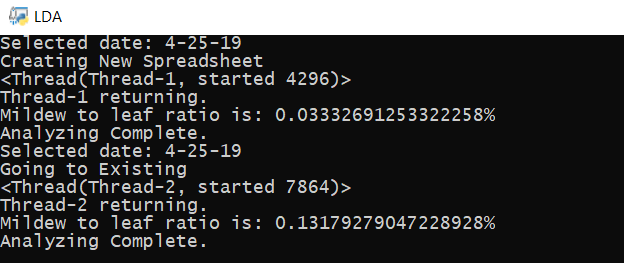 LDA
Selected date: 4-25-19
Creating New Spreadsheet
<Thread(Thread-1, started 4296)>
Thread-1 returning.
Mildew to leaf ratio is: 0.03332691253322258%
Analyzing Complete.
Selected date: 4-25-19
Going to Existing
<Thread(Thread-2, started 7864)>
Thread-2 returning.
Mildew to leaf ratio is: 0.13179279047228928%
Analyzing Complete.